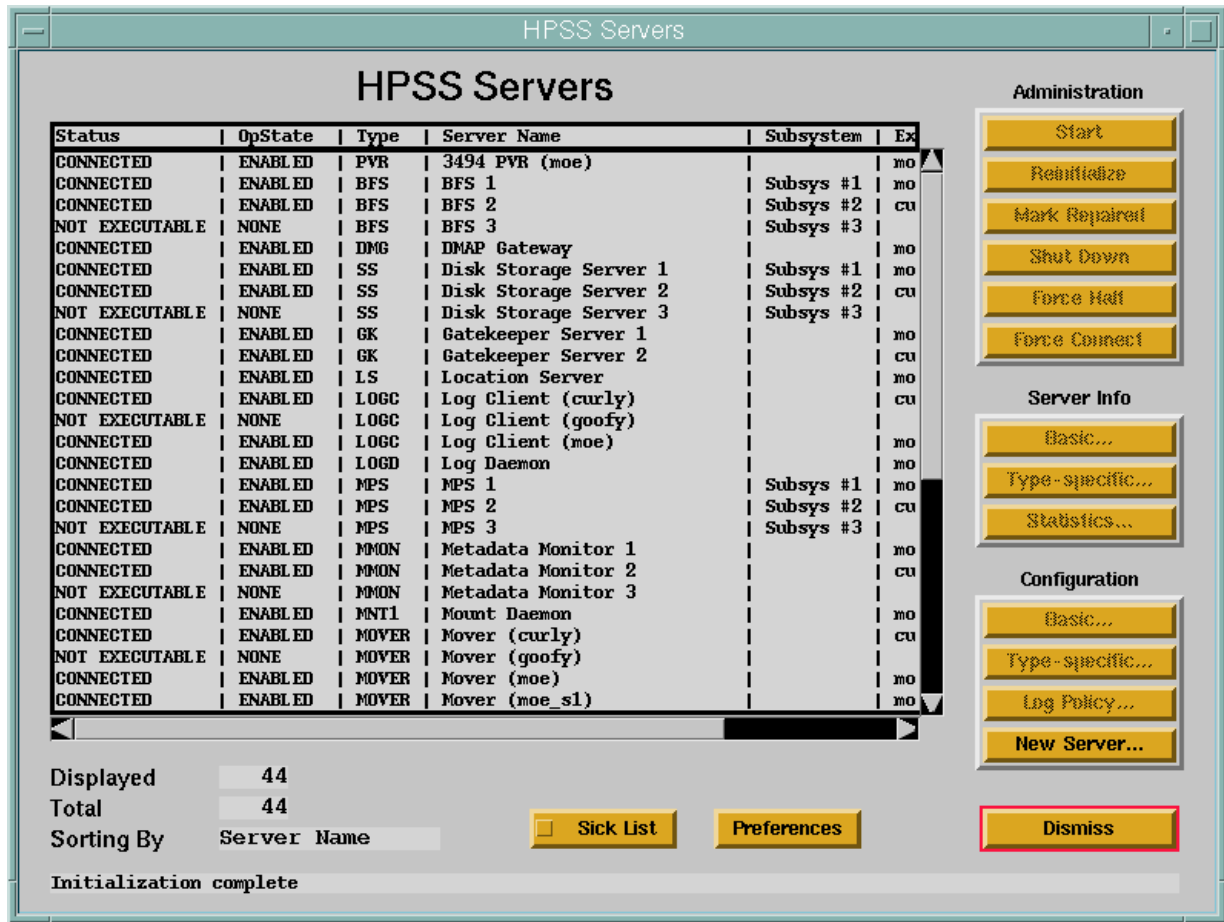 HPSS Servers
HPSS Servers
Status | OpState | Type | Server Name | Subsystem | Ex
CONNECTED | ENABLED | PVR | 3494 PVR (moe) | | mo
CONNECTED | ENABLED | BFS | BFS 1 | Subsys #1 | mo
CONNECTED | ENABLED | BFS | BFS 2 | Subsys #2 | cu
NOT EXECUTABLE | NONE | BFS | BFS 3 | Subsys #3 |
CONNECTED | ENABLED | DMG | DMAP Gateway | | mo
CONNECTED | ENABLED | SS | Disk Storage Server 1 | Subsys #1 | mo
CONNECTED | ENABLED | SS | Disk Storage Server 2 | Subsys #2 | cu
NOT EXECUTABLE | NONE | SS | Disk Storage Server 3 | Subsys #3 |
CONNECTED | ENABLED | GK | Gatekeeper Server 1 | | mo
CONNECTED | ENABLED | GK | Gatekeeper Server 2 | | cu
CONNECTED | ENABLED | LS | Location Server | | mo
CONNECTED | ENABLED | LOGC | Log Client (curly) | | cu
NOT EXECUTABLE | NONE | LOGC | Log Client (goofy) | |
CONNECTED | ENABLED | LOGC | Log Client (moe) | | mo
CONNECTED | ENABLED | LOGD | Log Daemon | | mo
CONNECTED | ENABLED | MPS | MPS 1 | Subsys #1 | mo
CONNECTED | ENABLED | MPS | MPS 2 | Subsys #2 | cu
NOT EXECUTABLE | NONE | MPS | MPS 3 | Subsys #3 |
CONNECTED | ENABLED | MMON | Metadata Monitor 1 | | mo
CONNECTED | ENABLED | MMON | Metadata Monitor 2 | | cu
NOT EXECUTABLE | NONE | MMON | Metadata Monitor 3 | |
CONNECTED | ENABLED | MNT1 | Mount Daemon | | mo
CONNECTED | ENABLED | MOVER | Mover (curly) | | cu
NOT EXECUTABLE | NONE | MOVER | Mover (goofy) | |
CONNECTED | ENABLED | MOVER | Mover (moe) | | mo
CONNECTED | ENABLED | MOVER | Mover (moe_s1) | | mo
Displayed 44
Total 44
Sorting By Server Name
Sick List
Preferences
Administration
Start
Reinitialize
Mark Repaired
Shut Down
Force Halt
Force Connect
Server Info
Basic...
Type-specific...
Statistics...
Configuration
Basic...
Type-specific...
Log Policy...
New Server...
Dismiss
Initialization complete